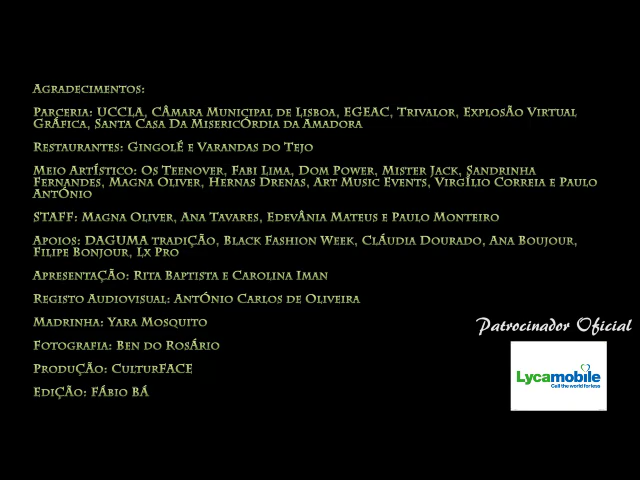 Agradecimentos:
Parceria: UCCLA, Câmara Municipal de Lisboa, EGEAC, Trivalor, Explosão Virtual
Gráfica, Santa Casa Da Misericórdia da Amadora
Restaurantes: Gingolé e Varandas do Tejo
Meio Artístico: Os Teenover, Fabi Lima, Dom Power, Mister Jack, Sandrinha
Fernandes, Magna Oliver, Hernas Drenas, Art Music Events, Virgílio Correia e Paulo
António
STAFF: Magna Oliver, Ana Tavares, Edevânia Mateus e Paulo Monteiro
Apoios: DAGUMA tradição, Black Fashion Week, Cláudia Dourado, Ana Boujour,
Filipe Bonjour, Lx Pro
Apresentação: Rita Baptista e Carolina Iman
Registo Audiovisual: António Carlos de Oliveira
Madrinha: Yara Mosquito
Fotografia: Ben do Rosário
Produção: CulturFACE
Edição: Fábio Bá
Patrocinador Oficial
Lycamobile
Call the world for less